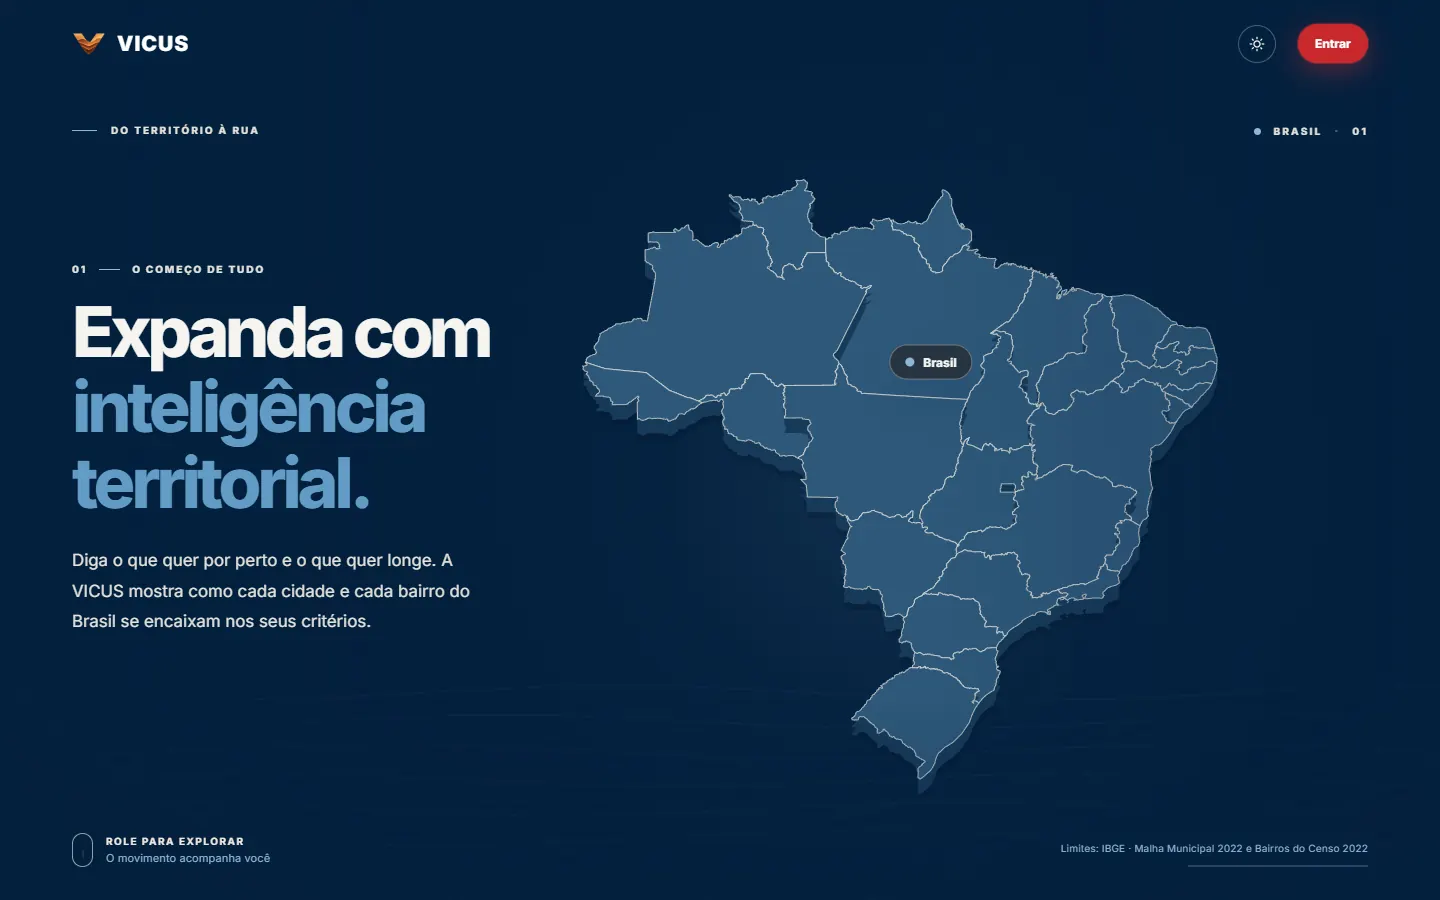 VICUS
Entrar
DO TERRITÓRIO À RUA
BRASIL · 01
01 — O COMEÇO DE TUDO
Expanda com
inteligência
territorial.
Brasil
Diga o que quer por perto e o que quer longe. A
VICUS mostra como cada cidade e cada bairro do
Brasil se encaixam nos seus critérios.
ROLE PARA EXPLORAR
O movimento acompanha você
Limites: IBGE · Malha Municipal 2022 e Bairros do Censo 2022